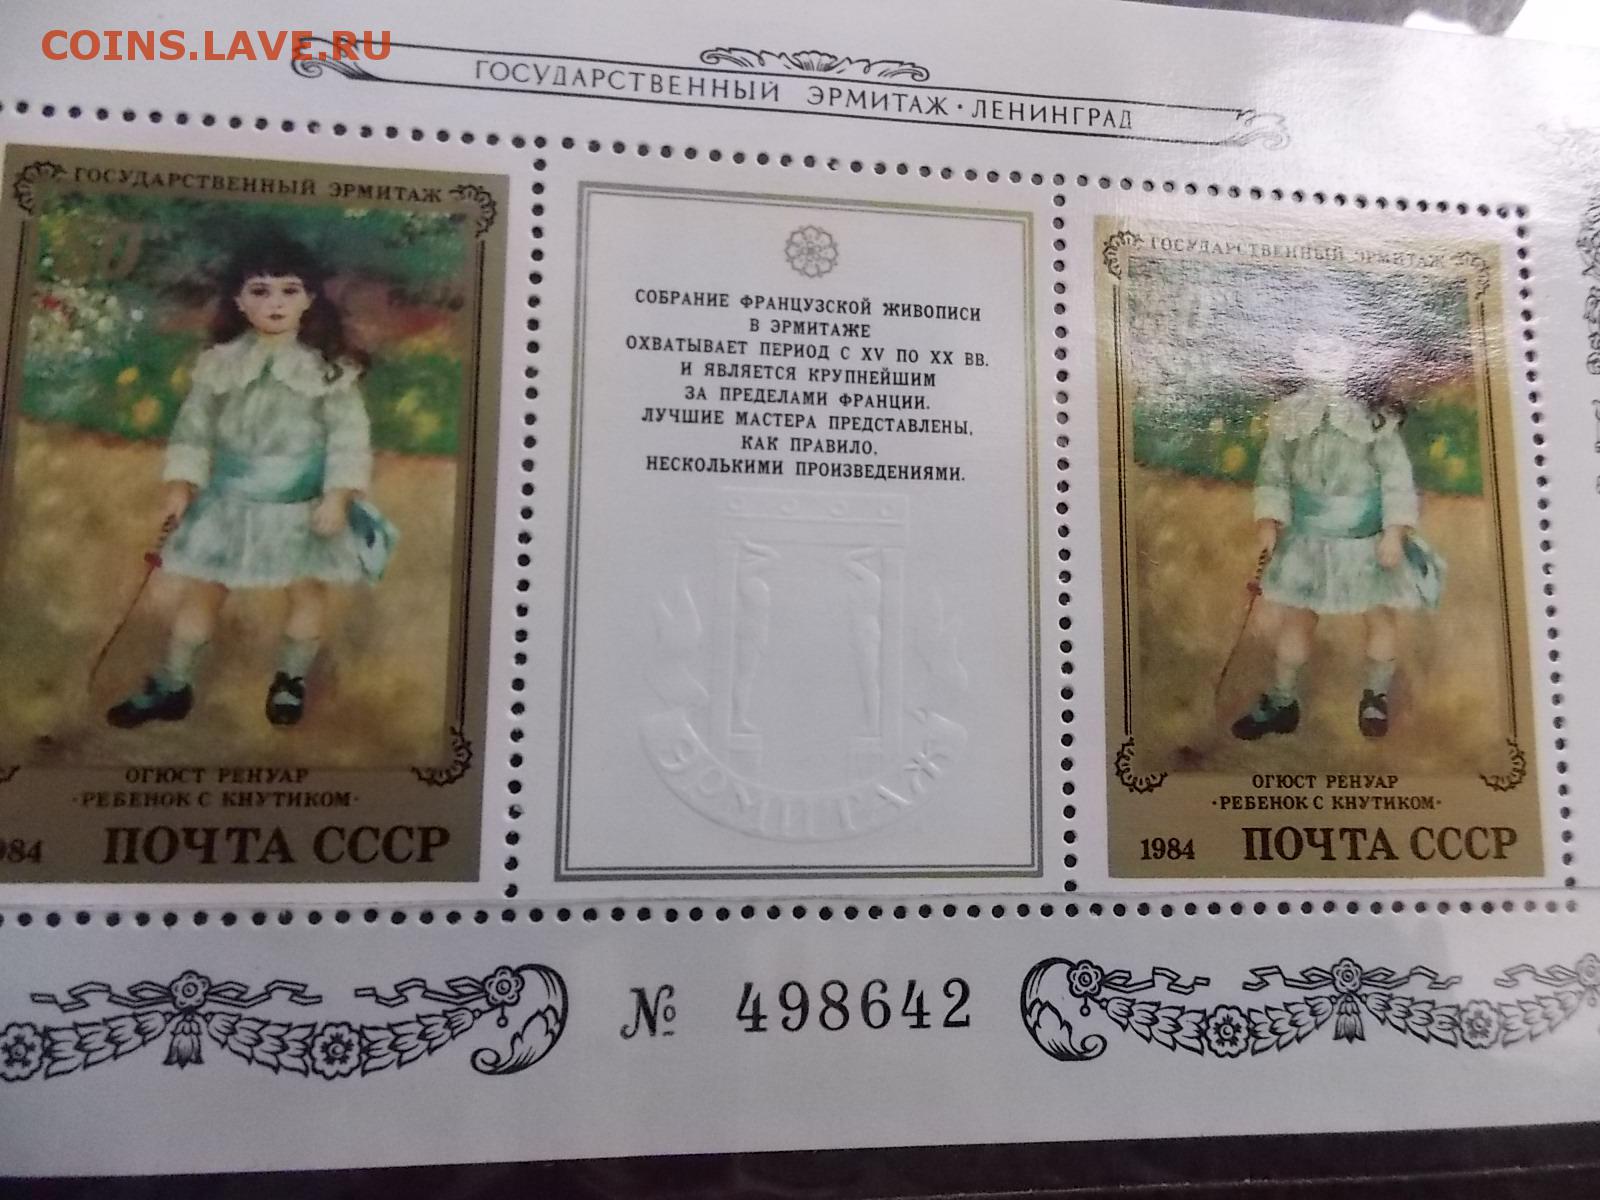 COINS.LAVE.RU
ГОСУДАРСТВЕННЫЙ ЭРМИТАЖ · ЛЕНИНГРАД
ГОСУДАРСТВЕННЫЙ ЭРМИТАЖ
ОГЮСТ РЕНУАР
·РЕБЕНОК С КНУТИКОМ·
984 ПОЧТА СССР
СОБРАНИЕ ФРАНЦУЗСКОЙ ЖИВОПИСИ
В ЭРМИТАЖЕ
ОХВАТЫВАЕТ ПЕРИОД С XV ПО XX ВВ.
И ЯВЛЯЕТСЯ КРУПНЕЙШИМ
ЗА ПРЕДЕЛАМИ ФРАНЦИИ.
ЛУЧШИЕ МАСТЕРА ПРЕДСТАВЛЕНЫ,
КАК ПРАВИЛО,
НЕСКОЛЬКИМИ ПРОИЗВЕДЕНИЯМИ.
ЭРМИТАЖ
ГОСУДАРСТВЕННЫЙ ЭРМИТАЖ
ОГЮСТ РЕНУАР
·РЕБЕНОК С КНУТИКОМ·
1984 ПОЧТА СССР
№ 498642